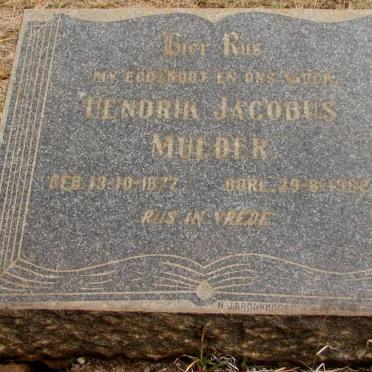 Hier Rus
MY EGGENOOT EN ONS VADER
HENDRIK JACOBUS
MULDER
GEB. 13-10-1877 OORL. 29-8-1962
RUS IN VREDE